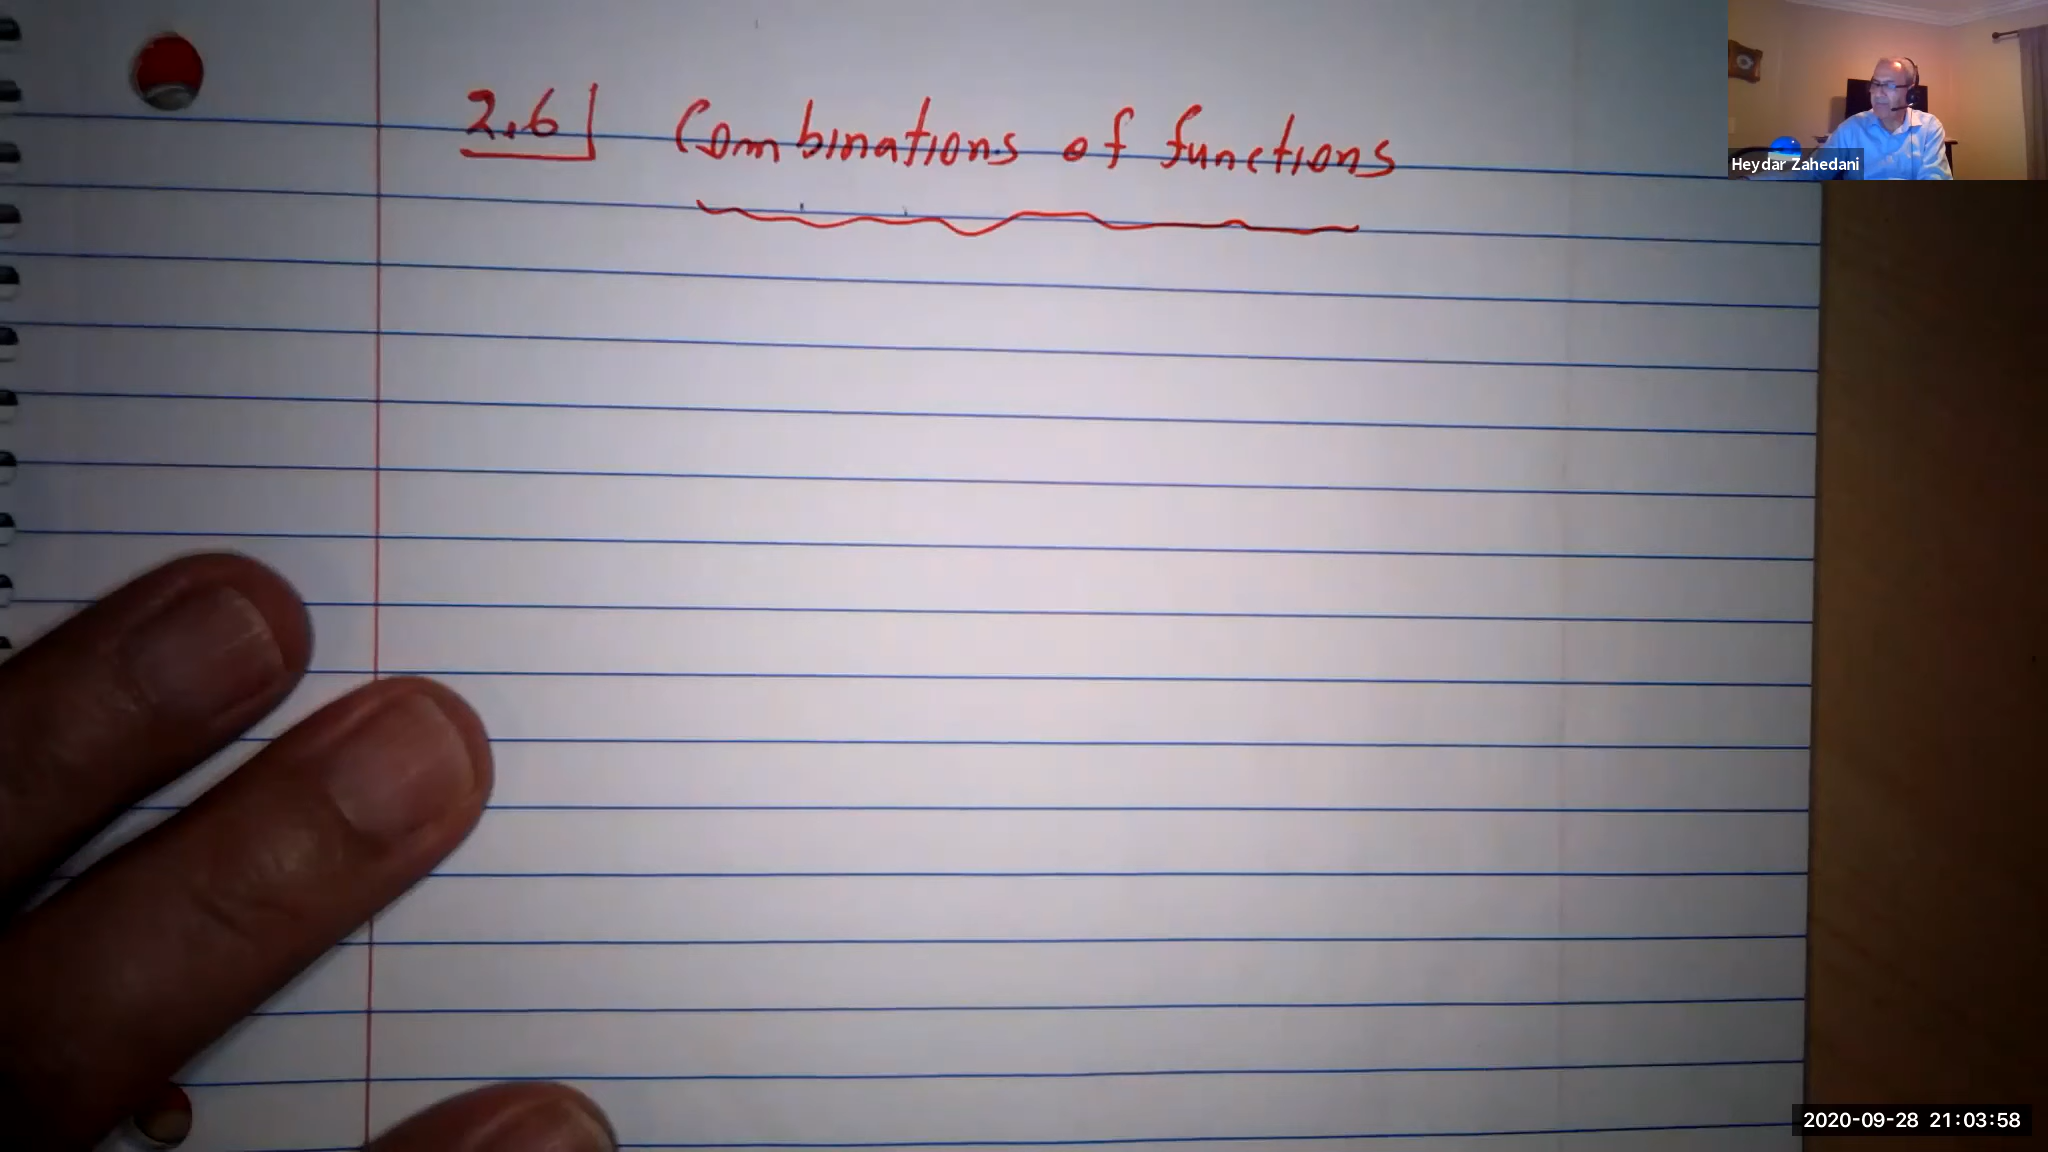 2.6 Combinations of functions
Heydar Zahedani
2020-09-28 21:03:58